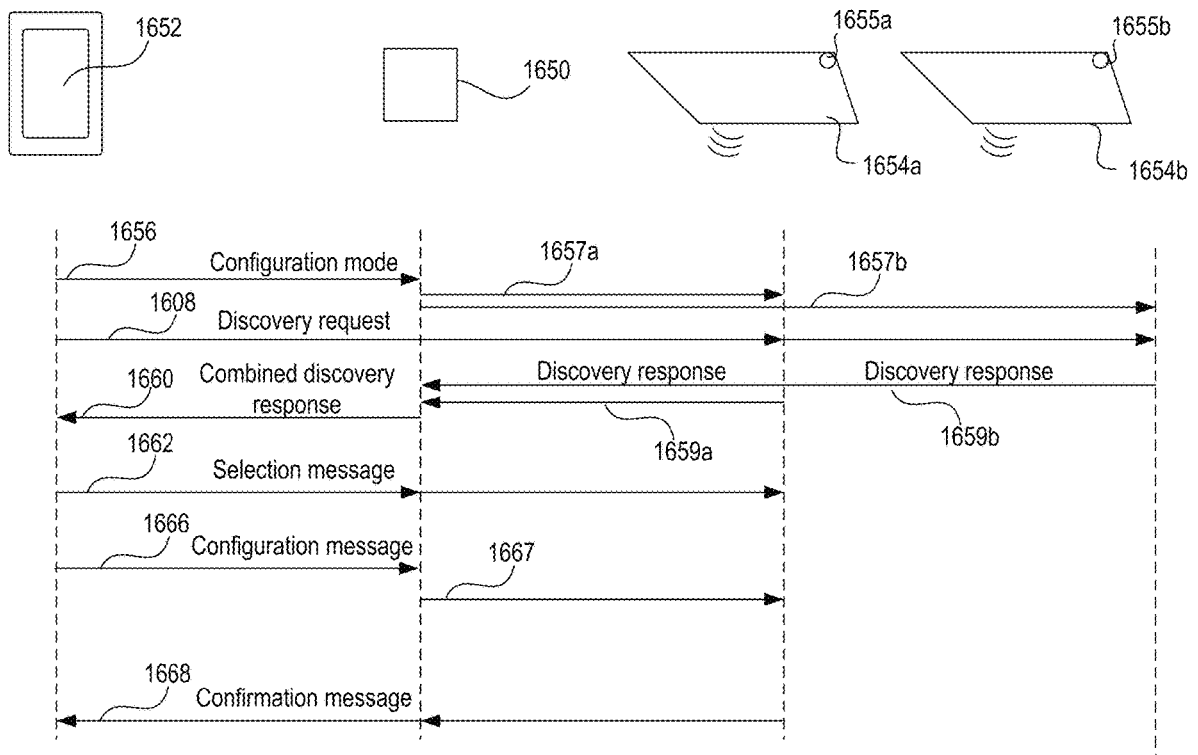 1652
1650
1655a
1655b
1654a
1654b
1656
Configuration mode
1657a
1657b
1608
Discovery request
1660
Combined discovery
response
Discovery response
Discovery response
1659a
1659b
1662
Selection message
1666
Configuration message
1667
1668
Confirmation message